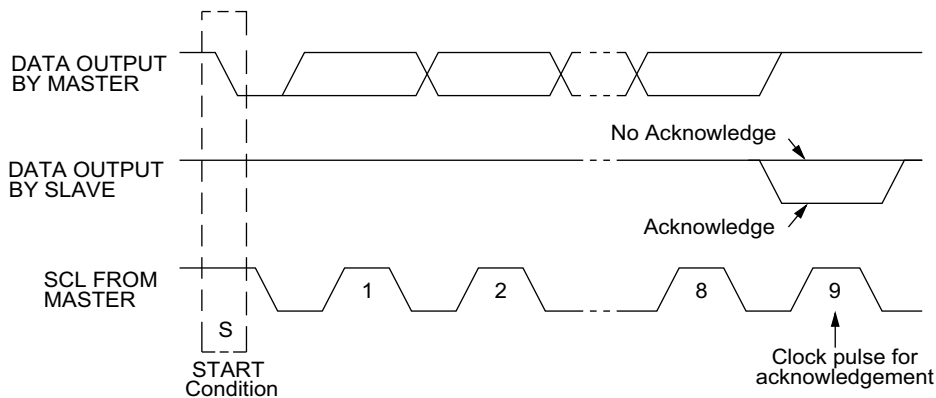 DATA OUTPUT
BY MASTER
No Acknowledge
DATA OUTPUT
BY SLAVE
Acknowledge
SCL FROM
MASTER
1
2
8
9
S
START
Condition
Clock pulse for
acknowledgement